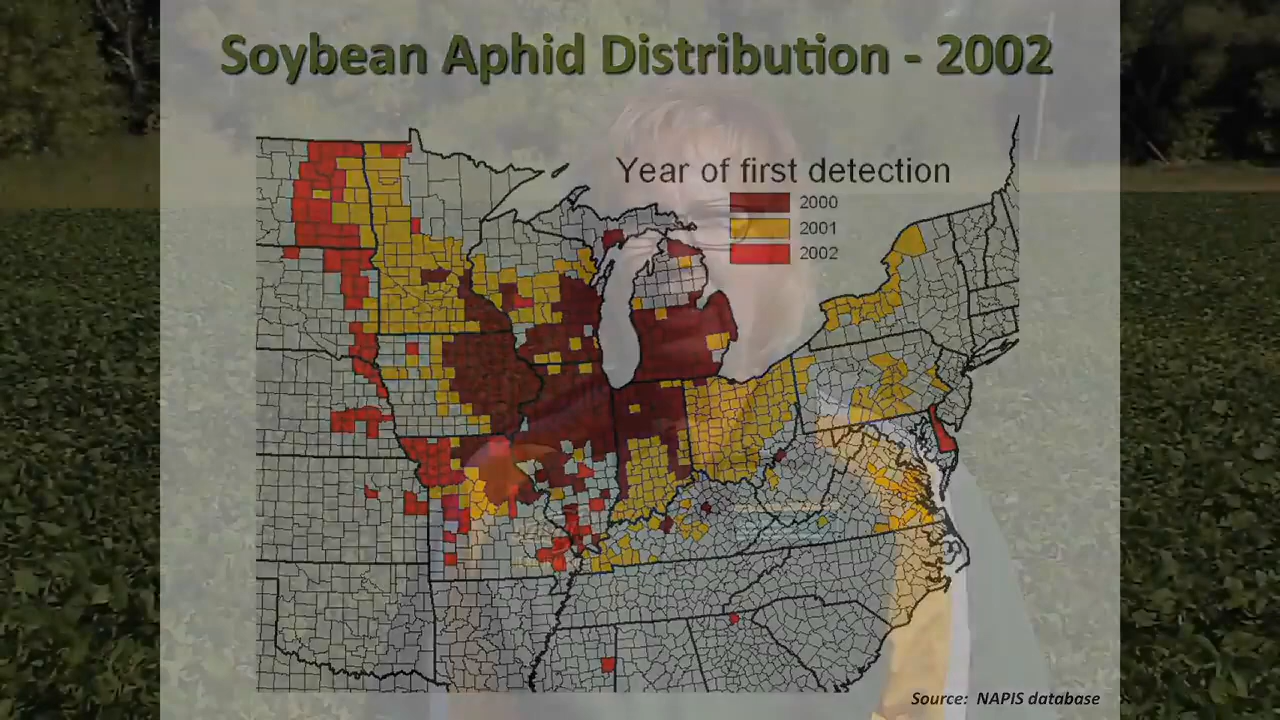 Soybean Aphid Distribution - 2002
Year of first detection
2000
2001
2002
Source: NAPIS database